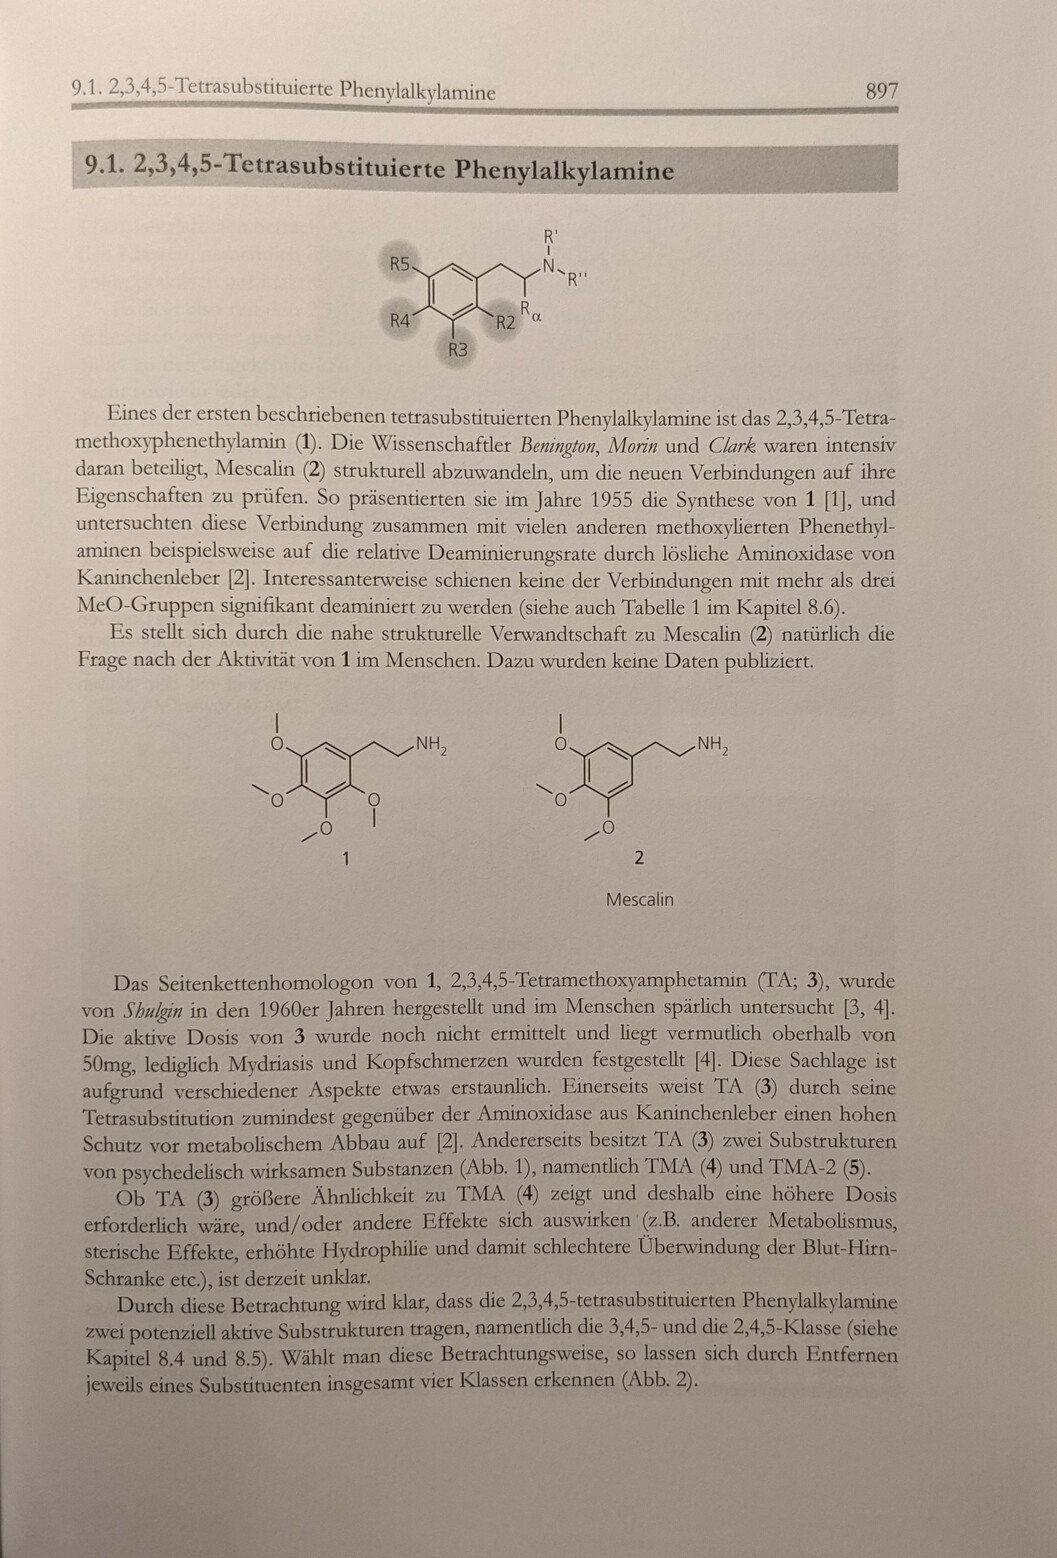 9.1. 2,3,4,5-Tetrasubstituierte Phenylalkylamine 897
9.1. 2,3,4,5-Tetrasubstituierte Phenylalkylamine
R'
R5 N R''
R4 R2 Rα
R3
Eines der ersten beschriebenen tetrasubstituierten Phenylalkylamine ist das 2,3,4,5-Tetra-
methoxyphenethylamin (1). Die Wissenschaftler Benington, Morin und Clark waren intensiv
daran beteiligt, Mescalin (2) strukturell abzuwandeln, um die neuen Verbindungen auf ihre
Eigenschaften zu prüfen. So präsentierten sie im Jahre 1955 die Synthese von 1 [1], und
untersuchten diese Verbindung zusammen mit vielen anderen methoxylierten Phenethyl-
aminen beispielsweise auf die relative Deaminierungsrate durch lösliche Aminoxidase von
Kaninchenleber [2]. Interessanterweise schienen keine der Verbindungen mit mehr als drei
MeO-Gruppen signifikant deaminiert zu werden (siehe auch Tabelle 1 im Kapitel 8.6).
Es stellt sich durch die nahe strukturelle Verwandtschaft zu Mescalin (2) natürlich die
Frage nach der Aktivität von 1 im Menschen. Dazu wurden keine Daten publiziert.
O NH2 O NH2
O O O
O O
1 2
Mescalin
Das Seitenkettenhomologon von 1, 2,3,4,5-Tetramethoxyamphetamin (TA; 3), wurde
von Shulgin in den 1960er Jahren hergestellt und im Menschen spärlich untersucht [3, 4].
Die aktive Dosis von 3 wurde noch nicht ermittelt und liegt vermutlich oberhalb von
50mg, lediglich Mydriasis und Kopfschmerzen wurden festgestellt [4]. Diese Sachlage ist
aufgrund verschiedener Aspekte etwas erstaunlich. Einerseits weist TA (3) durch seine
Tetrasubstitution zumindest gegenüber der Aminoxidase aus Kaninchenleber einen hohen
Schutz vor metabolischem Abbau auf [2]. Andererseits besitzt TA (3) zwei Substrukturen
von psychedelisch wirksamen Substanzen (Abb. 1), namentlich TMA (4) und TMA-2 (5).
Ob TA (3) größere Ähnlichkeit zu TMA (4) zeigt und deshalb eine höhere Dosis
erforderlich wäre, und/oder andere Effekte sich auswirken (z.B. anderer Metabolismus,
sterische Effekte, erhöhte Hydrophilie und damit schlechtere Überwindung der Blut-Hirn-
Schranke etc.), ist derzeit unklar.
Durch diese Betrachtung wird klar, dass die 2,3,4,5-tetrasubstituierten Phenylalkylamine
zwei potenziell aktive Substrukturen tragen, namentlich die 3,4,5- und die 2,4,5-Klasse (siehe
Kapitel 8.4 und 8.5). Wählt man diese Betrachtungsweise, so lassen sich durch Entfernen
jeweils eines Substituenten insgesamt vier Klassen erkennen (Abb. 2).